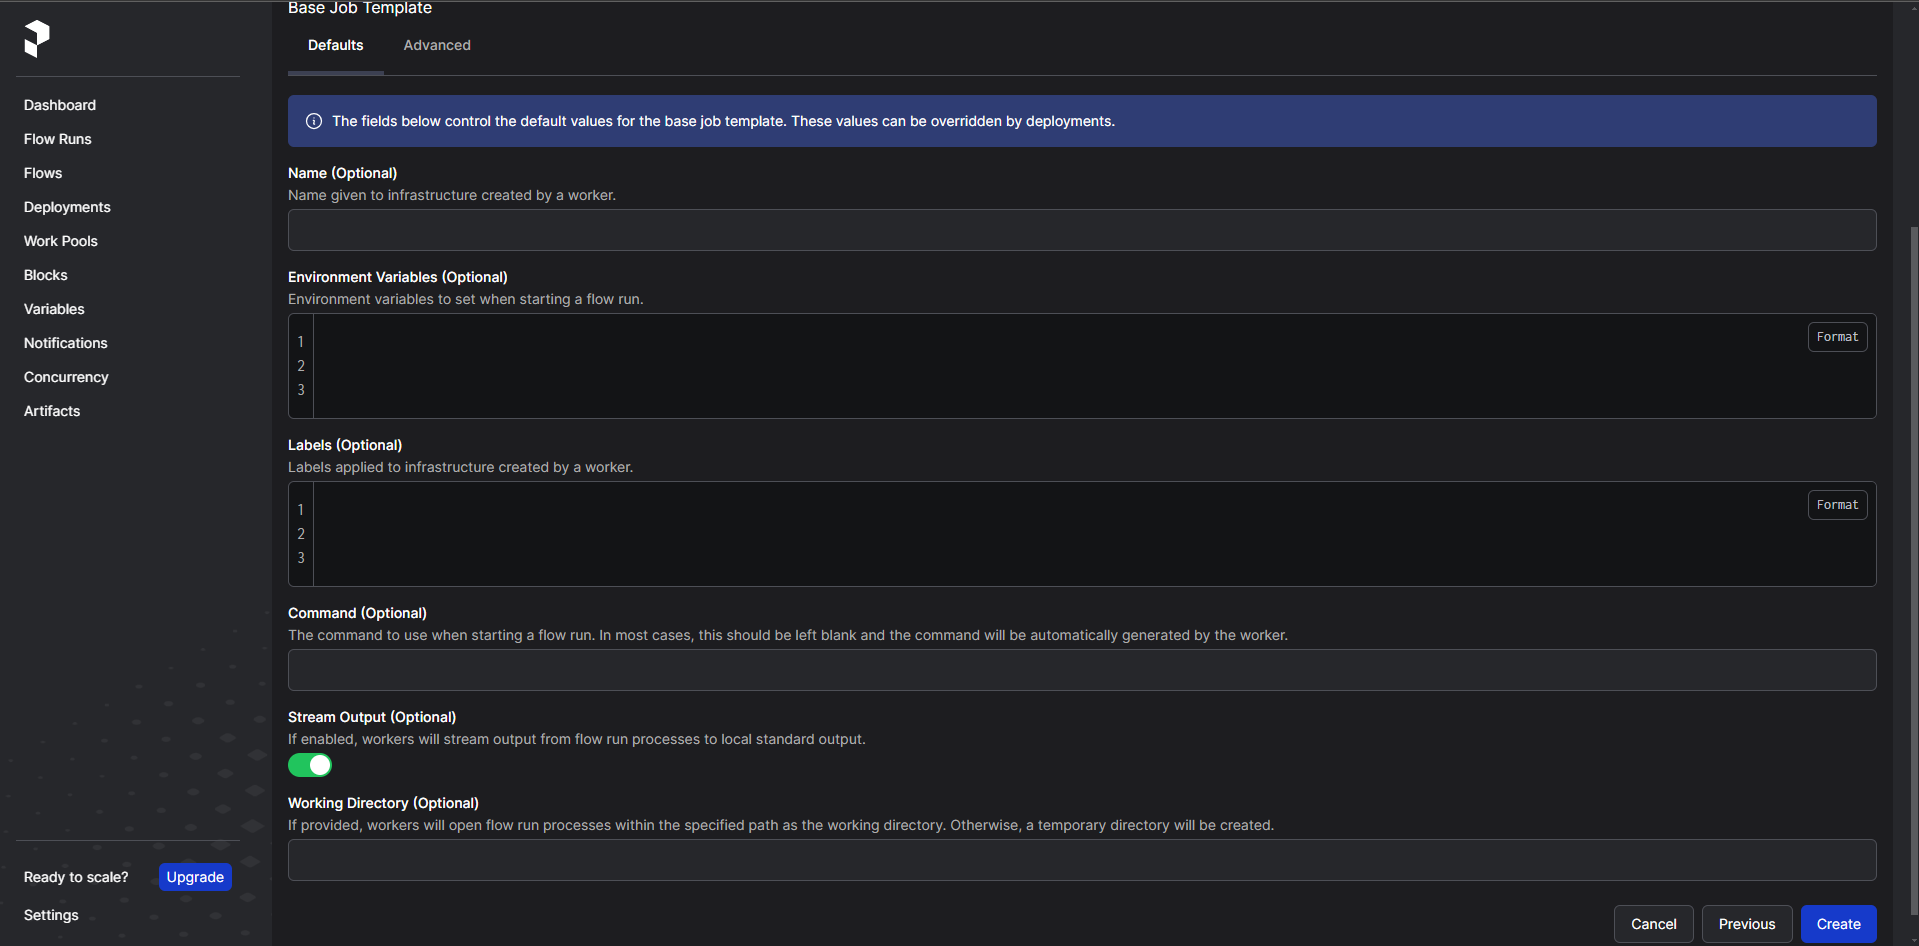 Base Job Template
Defaults
Advanced
Dashboard
Flow Runs
Flows
Deployments
Work Pools
Blocks
Variables
Notifications
Concurrency
Artifacts
The fields below control the default values for the base job template. These values can be overridden by deployments.
Name (Optional)
Name given to infrastructure created by a worker.
Environment Variables (Optional)
Environment variables to set when starting a flow run.
1
2
3
Format
Labels (Optional)
Labels applied to infrastructure created by a worker.
1
2
3
Format
Command (Optional)
The command to use when starting a flow run. In most cases, this should be left blank and the command will be automatically generated by the worker.
Stream Output (Optional)
If enabled, workers will stream output from flow run processes to local standard output.
Working Directory (Optional)
If provided, workers will open flow run processes within the specified path as the working directory. Otherwise, a temporary directory will be created.
Ready to scale?
Upgrade
Settings
Cancel
Previous
Create